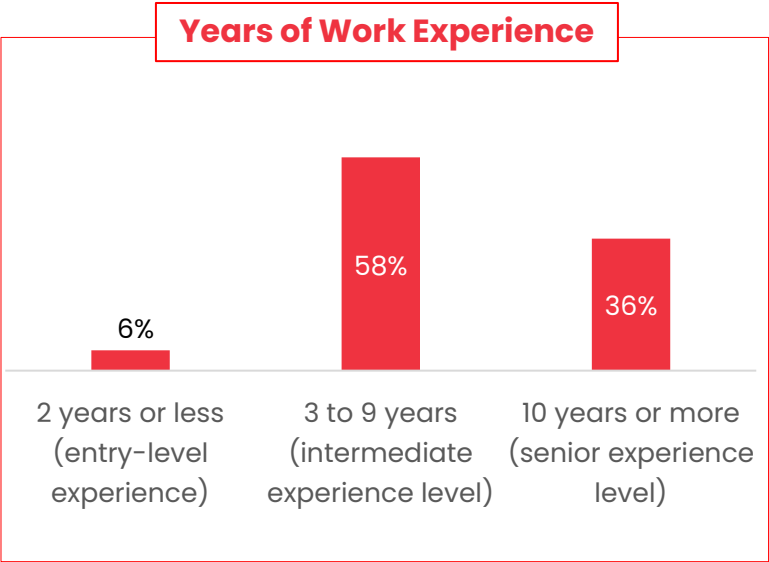 Years of Work Experience
58%
36%
6%
2 years or less
(entry-level
experience)
3 to 9 years
(intermediate
experience level)
10 years or more
(senior experience
level)